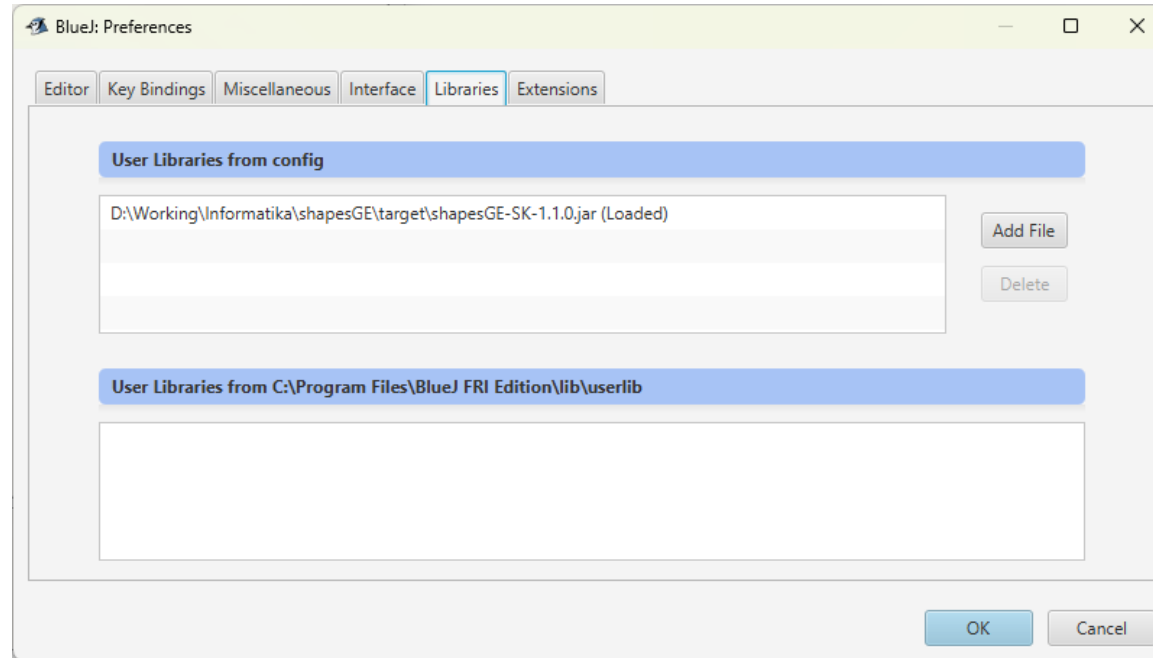 BlueJ: Preferences
Editor Key Bindings Miscellaneous Interface Libraries Extensions
User Libraries from config
D:\Working\Informatika\shapesGE\target\shapesGE-SK-1.1.0.jar (Loaded)
Add File
Delete
User Libraries from C:\Program Files\BlueJ FRI Edition\lib\userlib
OK Cancel